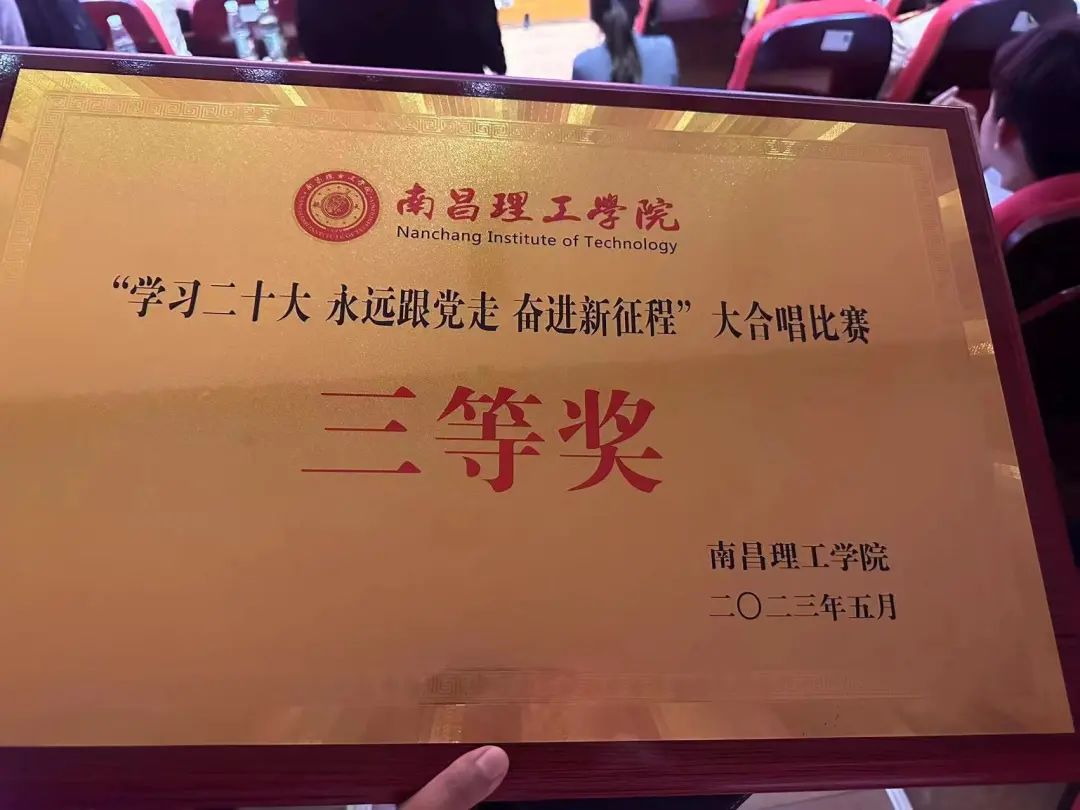 南昌理工学院
Nanchang Institute of Technology
“学习二十大 永远跟党走 奋进新征程”大合唱比赛
三等奖
南昌理工学院
二〇二三年五月